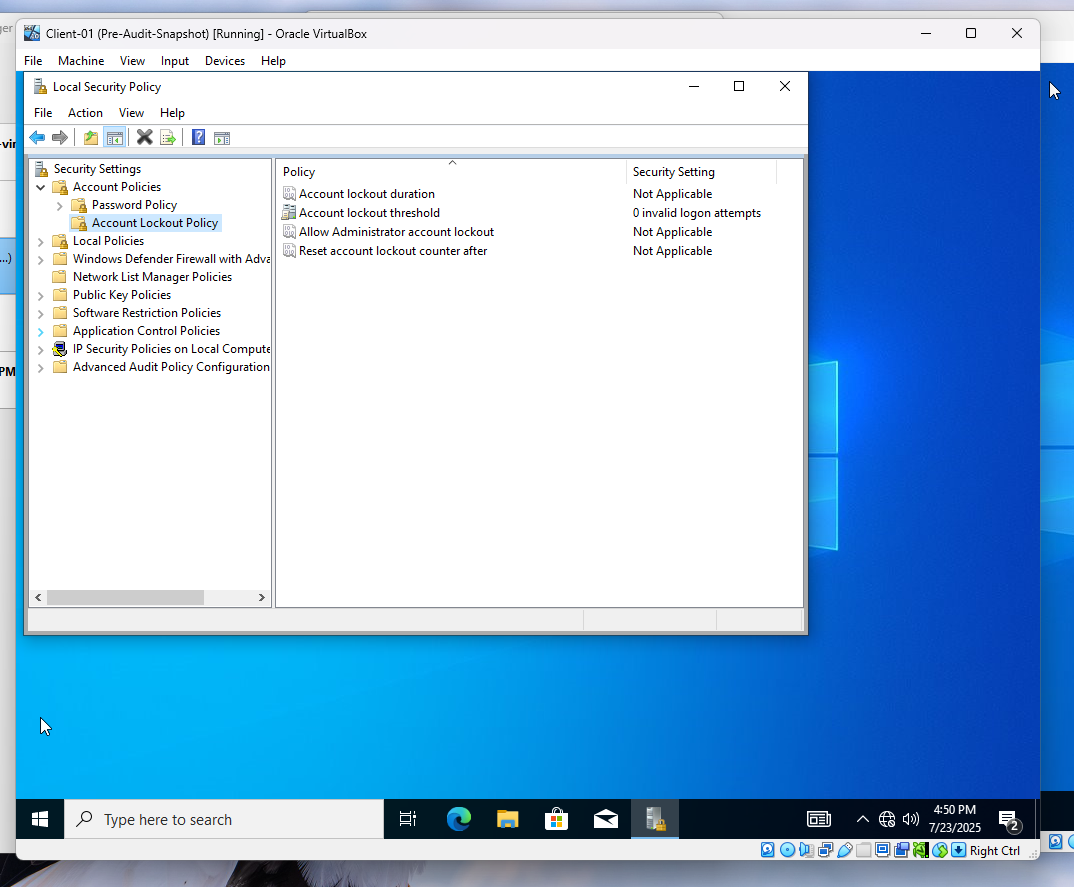 ger
Client-01 (Pre-Audit-Snapshot) [Running] - Oracle VirtualBox
File Machine View Input Devices Help
Local Security Policy
File Action View Help
-vir
Security Settings
Account Policies
Password Policy
Account Lockout Policy
Local Policies
Windows Defender Firewall with Adva
Network List Manager Policies
Public Key Policies
Software Restriction Policies
Application Control Policies
IP Security Policies on Local Compute
Advanced Audit Policy Configuration
Policy Security Setting
Account lockout duration Not Applicable
Account lockout threshold 0 invalid logon attempts
Allow Administrator account lockout Not Applicable
Reset account lockout counter after Not Applicable
...)
PM
Type here to search
4:50 PM
7/23/2025
2
Right Ctrl